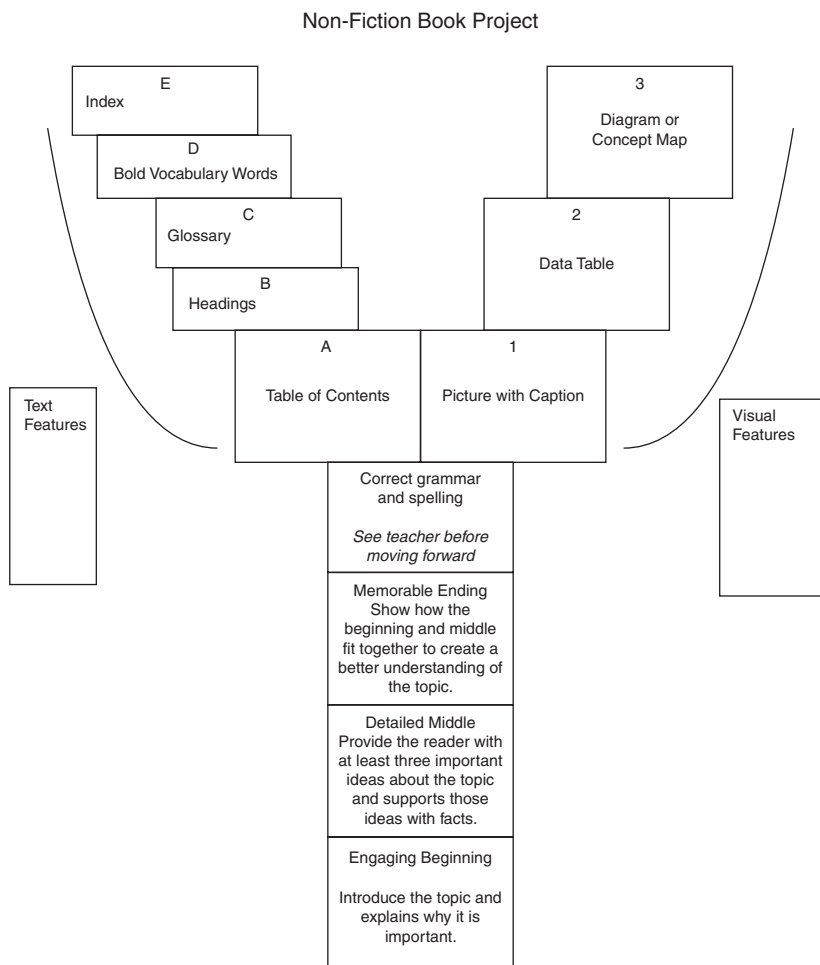 Non-Fiction Book Project
E
Index
D
Bold Vocabulary Words
C
Glossary
B
Headings
A
Table of Contents
3
Diagram or
Concept Map
2
Data Table
1
Picture with Caption
Text
Features
Visual
Features
Correct grammar
and spelling
See teacher before
moving forward
Memorable Ending
Show how the
beginning and middle
fit together to create a
better understanding of
the topic.
Detailed Middle
Provide the reader with
at least three important
ideas about the topic
and supports those
ideas with facts.
Engaging Beginning
Introduce the topic and
explains why it is
important.